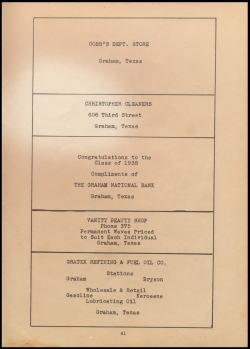 COBB'S DEPT. STORE
Graham, Texas
CHRISTOPHER CLEANERS
606 Third Street
Graham, Texas
Congratulations to the
Class of 1938
Compliments of
THE GRAHAM NATIONAL BANK
Graham, Texas
VANITY BEAUTY SHOP
Phone 375
Permanent Waves Priced
to Suit Each Individual
Graham, Texas
GRATEX REFINING & FUEL OIL CO.
Stations
Graham Bryson
Wholesale & Retail
Gasoline Kerosene
Lubricating Oil
Graham, Texas
41